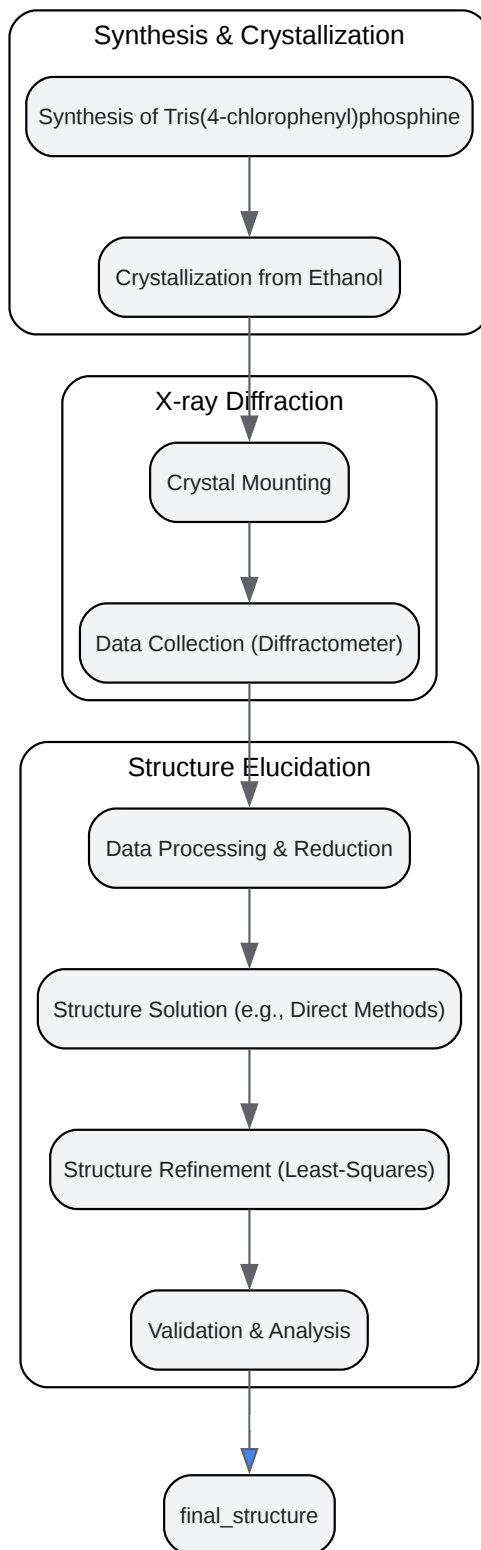 Synthesis & Crystallization
Synthesis of Tris(4-chlorophenyl)phosphine
Crystallization from Ethanol
X-ray Diffraction
Crystal Mounting
Data Collection (Diffractometer)
Structure Elucidation
Data Processing & Reduction
Structure Solution (e.g., Direct Methods)
Structure Refinement (Least-Squares)
Validation & Analysis
final_structure